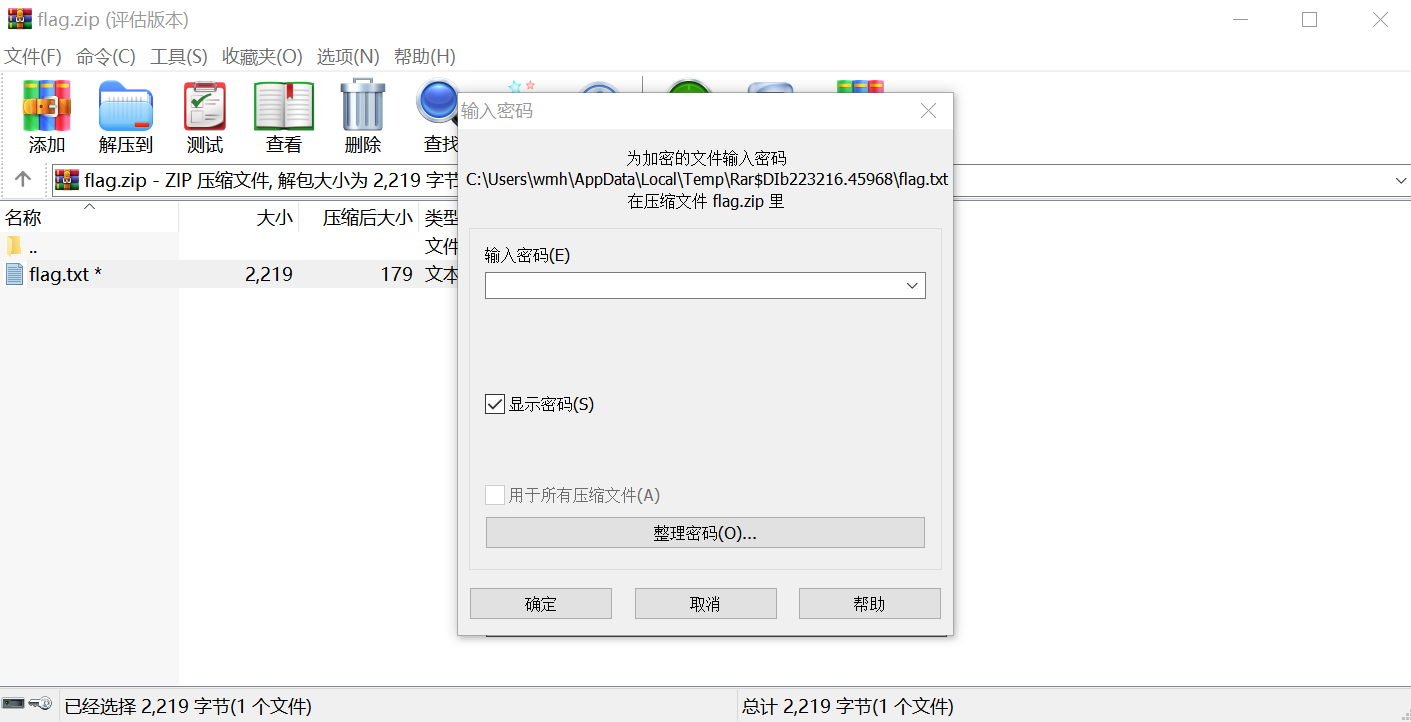 flag.zip (评估版本)
文件(F) 命令(C) 工具(S) 收藏夹(O) 选项(N) 帮助(H)
添加 解压到 测试 查看 删除 查找
flag.zip - ZIP 压缩文件, 解包大小为 2,219 字节
名称 大小 压缩后大小 类型
.. 文件
flag.txt * 2,219 179 文本
输入密码
为加密的文件输入密码
C:\Users\wmh\AppData\Local\Temp\Rar$DIb223216.45968\flag.txt
在压缩文件 flag.zip 里
输入密码(E)
显示密码(S)
用于所有压缩文件(A)
整理密码(O)...
确定 取消 帮助
已经选择 2,219 字节(1 个文件) 总计 2,219 字节(1 个文件)